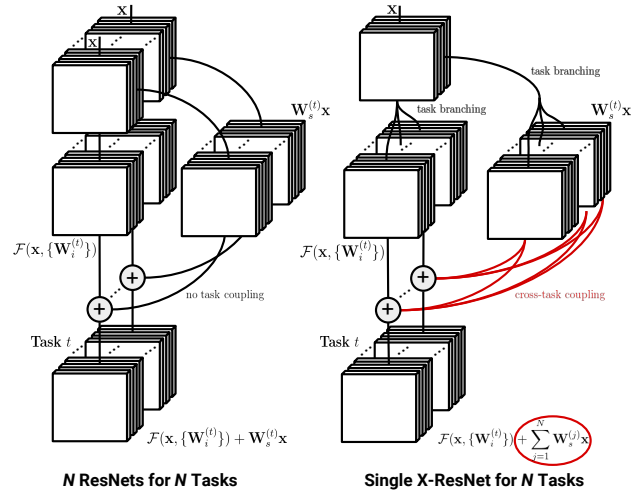 x
x
W_s^{(t)}x
F(x, {W_i^{(t)}})
+
+
no task coupling
Task t
F(x, {W_i^{(t)}}) + W_s^{(t)}x
N ResNets for N Tasks
x
task branching
task branching
W_s^{(t)}x
F(x, {W_i^{(t)}})
+
+
cross-task coupling
Task t
F(x, {W_i^{(t)}}) + \sum_{j=1}^{N} W_s^{(j)}x
Single X-ResNet for N Tasks